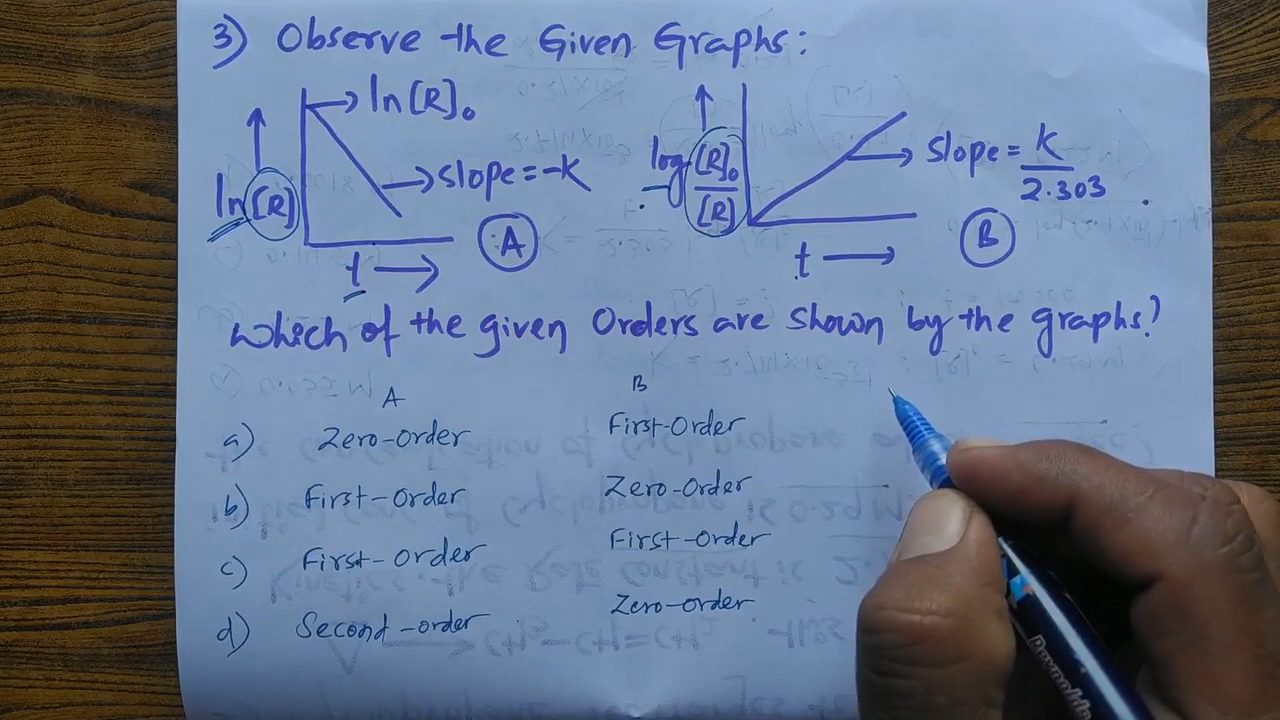 3) Observe the Given Graphs:
ln[R]₀
ln[R]
slope=-K
t
A
log [R]₀/[R]
slope=K/2.303
t
B
Which of the given Orders are shown by the graphs?
A B
a) Zero-order First-Order
b) First-order Zero-order
c) First-order First-order
d) Second-order Zero-order
Reynolds